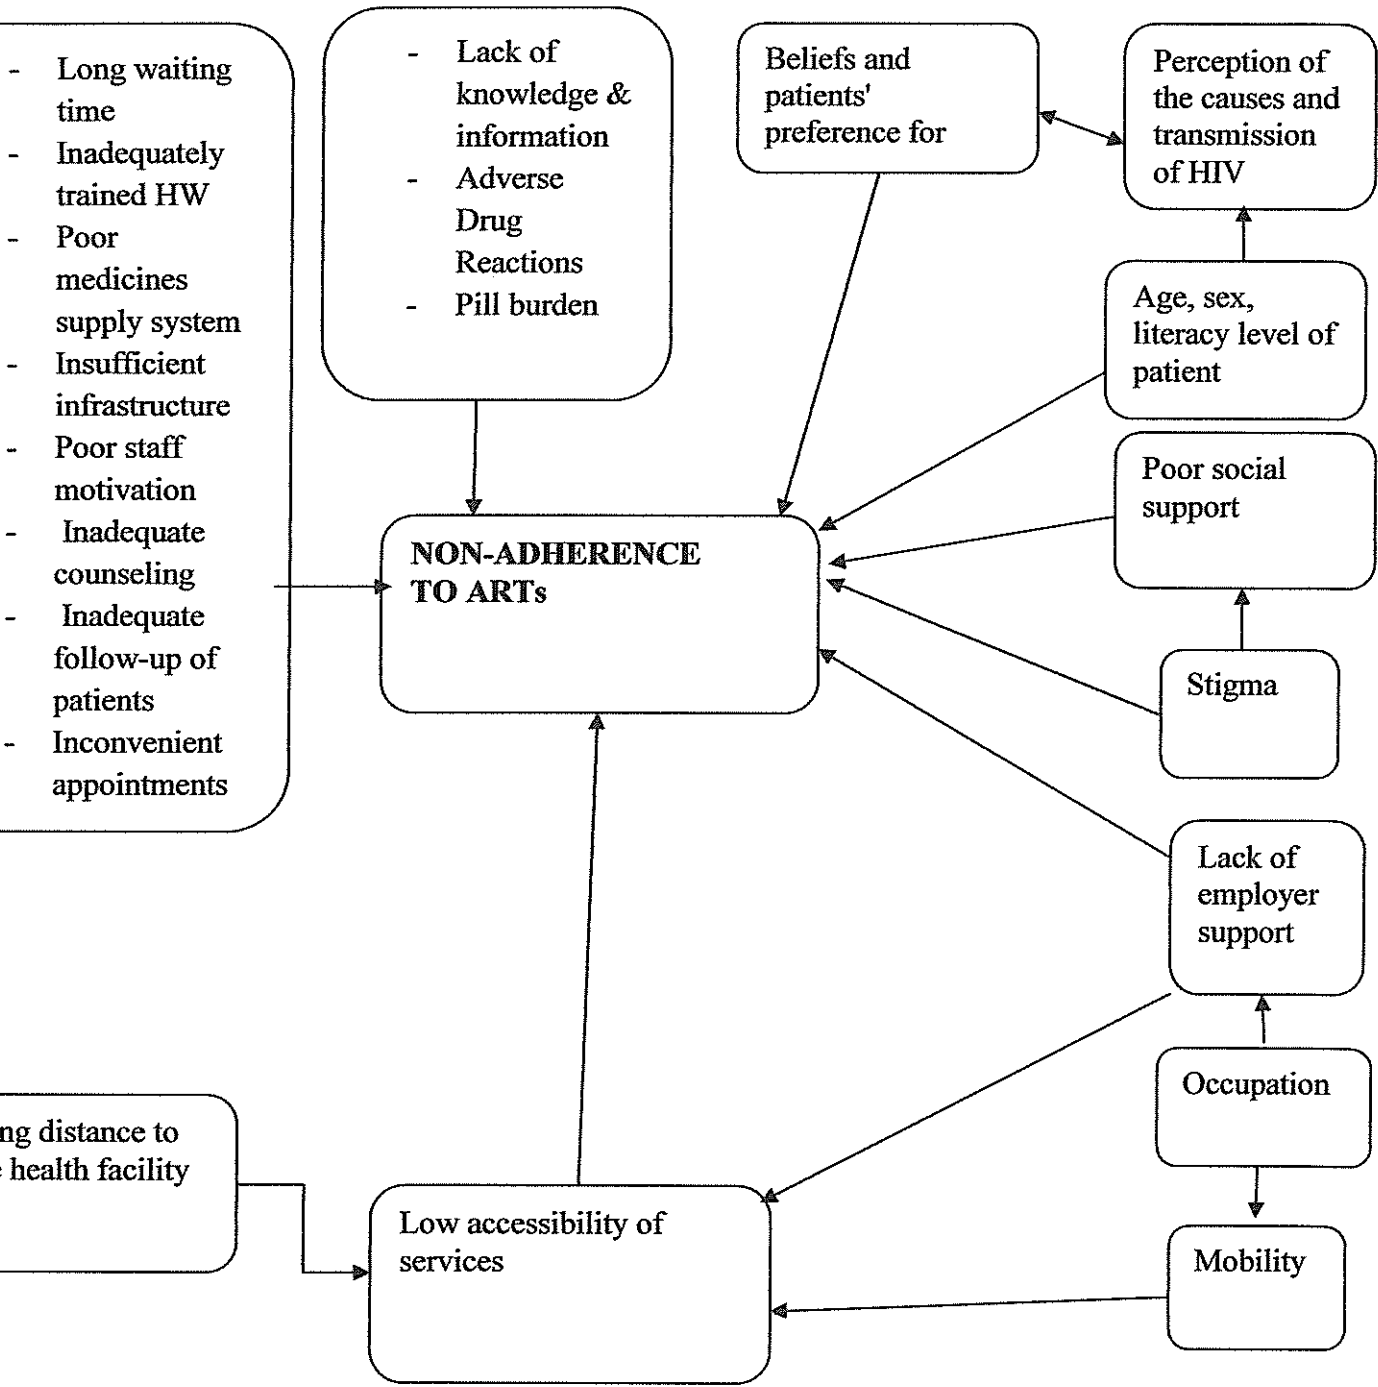 - Long waiting
time
- Inadequately
trained HW
- Poor
medicines
supply system
- Insufficient
infrastructure
- Poor staff
motivation
- Inadequate
counseling
- Inadequate
follow-up of
patients
- Inconvenient
appointments
- Lack of
knowledge &
information
- Adverse
Drug
Reactions
- Pill burden
Beliefs and
patients'
preference for
Perception of
the causes and
transmission
of HIV
Age, sex,
literacy level of
patient
Poor social
support
NON-ADHERENCE
TO ARTs
Stigma
Lack of
employer
support
Occupation
ng distance to
e health facility
Low accessibility of
services
Mobility